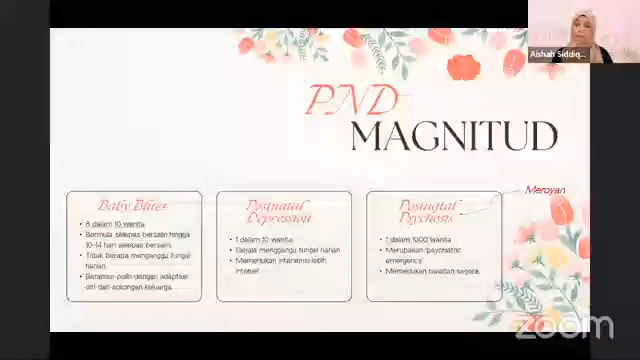 Aishah Siddiq...
PND
MAGNITUD
Meroyan
Baby Blues
• 8 dalam 10 wanita
• Bermula selepas bersalin hingga
10-14 hari selepas bersalin.
• Tidak berapa menganggu fungsi
harian.
• Beransur pulih dengan adaptasi
diri dan sokongan keluarga.
Postnatal
Depression
• 1 dalam 10 wanita
• Gejala menggangu fungsi harian
• Memerlukan intervensi lebih
intensif
Postnatal
Psychosis
• 1 dalam 1000 wanita
• Merupakan 'psychiatric
emergency'
• Memerlukan rawatan segera.
zoom